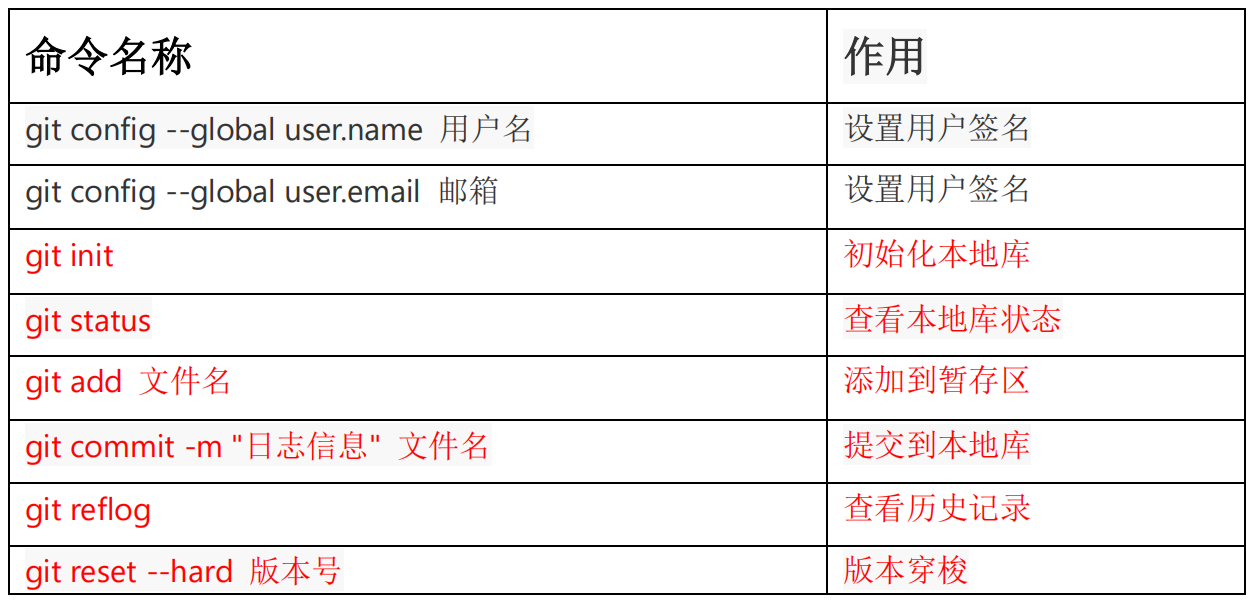 命令名称 作用
git config --global user.name 用户名 设置用户签名
git config --global user.email 邮箱 设置用户签名
git init 初始化本地库
git status 查看本地库状态
git add 文件名 添加到暂存区
git commit -m "日志信息" 文件名 提交到本地库
git reflog 查看历史记录
git reset --hard 版本号 版本穿梭